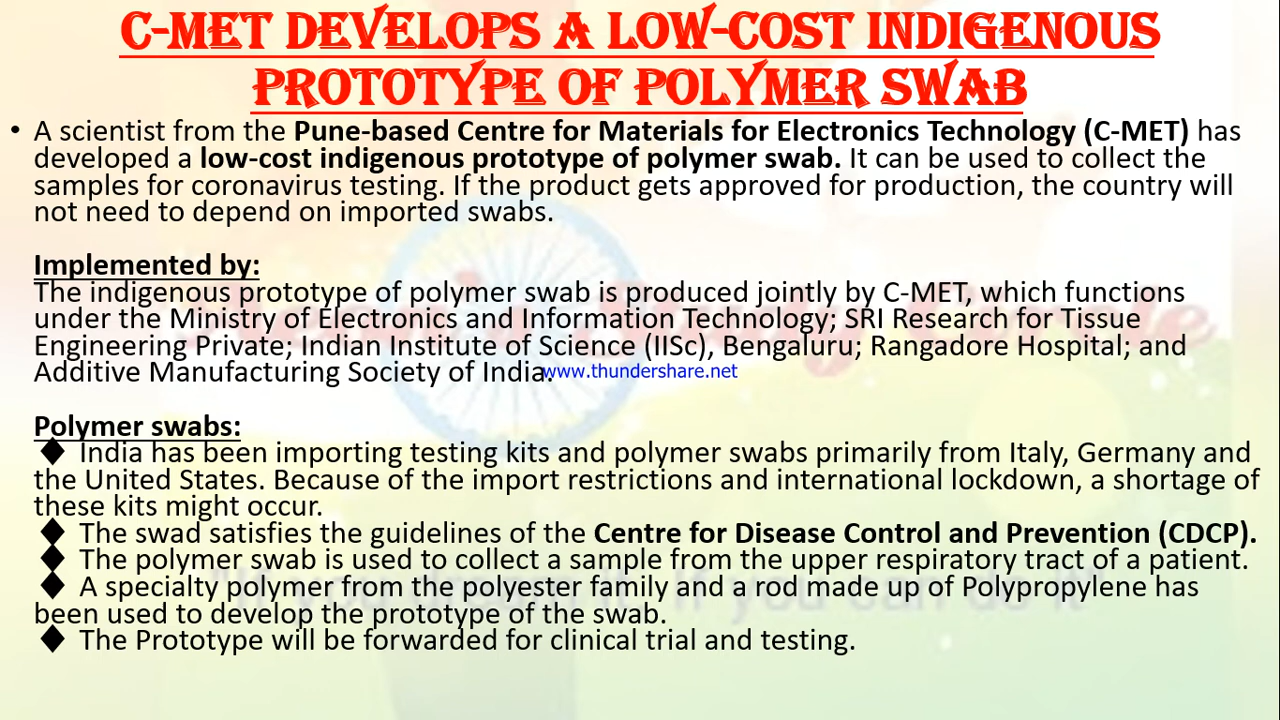 C-MET DEVELOPS A LOW-COST INDIGENOUS
PROTOTYPE OF POLYMER SWAB
• A scientist from the Pune-based Centre for Materials for Electronics Technology (C-MET) has
developed a low-cost indigenous prototype of polymer swab. It can be used to collect the
samples for coronavirus testing. If the product gets approved for production, the country will
not need to depend on imported swabs.
Implemented by:
The indigenous prototype of polymer swab is produced jointly by C-MET, which functions
under the Ministry of Electronics and Information Technology; SRI Research for Tissue
Engineering Private; Indian Institute of Science (IISc), Bengaluru; Rangadore Hospital; and
Additive Manufacturing Society of India.
www.thundershare.net
Polymer swabs:
◆ India has been importing testing kits and polymer swabs primarily from Italy, Germany and
the United States. Because of the import restrictions and international lockdown, a shortage of
these kits might occur.
◆ The swad satisfies the guidelines of the Centre for Disease Control and Prevention (CDCP).
◆ The polymer swab is used to collect a sample from the upper respiratory tract of a patient.
◆ A specialty polymer from the polyester family and a rod made up of Polypropylene has
been used to develop the prototype of the swab.
◆ The Prototype will be forwarded for clinical trial and testing.